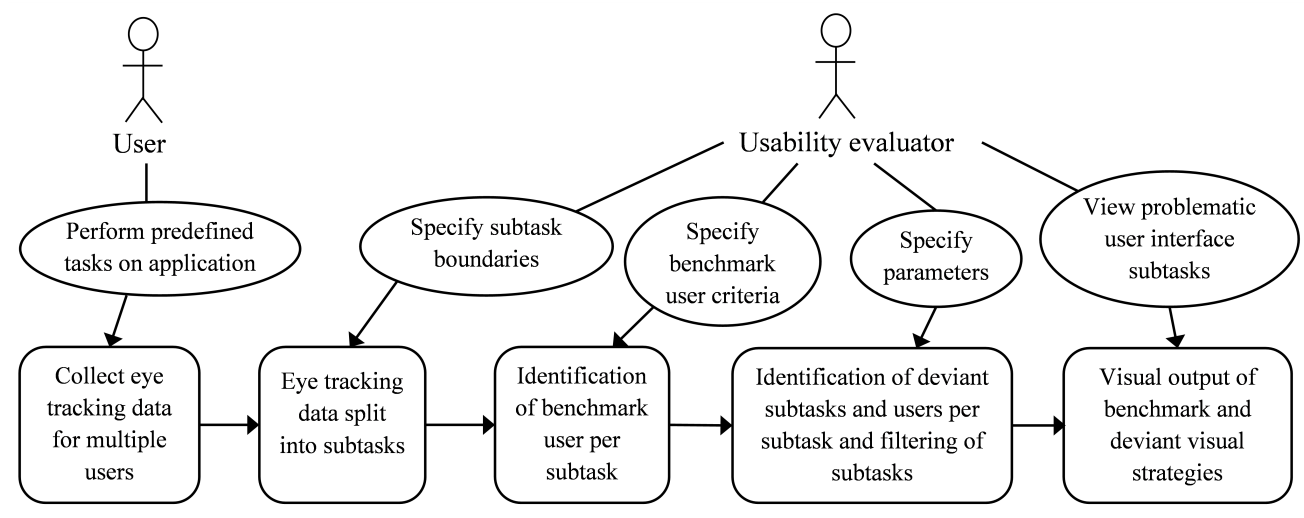 User
Usability evaluator
Perform predefined
tasks on application
Specify subtask
boundaries
Specify
benchmark
user criteria
Specify
parameters
View problematic
user interface
subtasks
Collect eye
tracking data
for multiple
users
Eye tracking
data split
into subtasks
Identification
of benchmark
user per
subtask
Identification of deviant
subtasks and users per
subtask and filtering of
subtasks
Visual output of
benchmark and
deviant visual
strategies